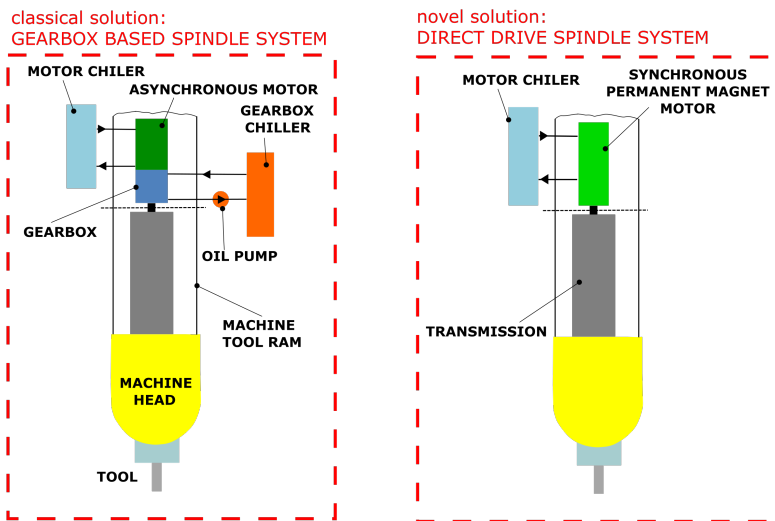 classical solution:
GEARBOX BASED SPINDLE SYSTEM
MOTOR CHILER
ASYNCHRONOUS MOTOR
GEARBOX
CHILLER
GEARBOX
OIL PUMP
MACHINE
TOOL RAM
MACHINE
HEAD
TOOL
novel solution:
DIRECT DRIVE SPINDLE SYSTEM
MOTOR CHILER
SYNCHRONOUS
PERMANENT MAGNET
MOTOR
TRANSMISSION